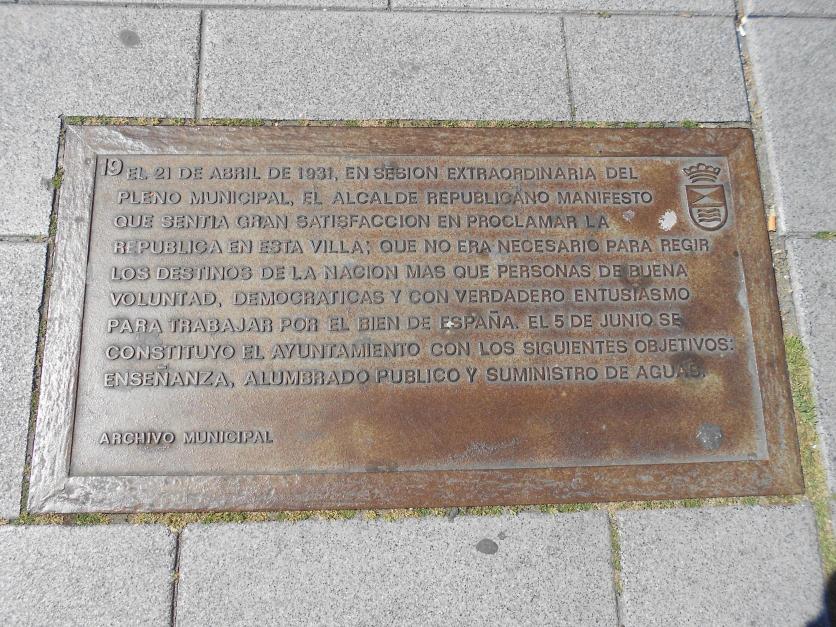 19 EL 21 DE ABRIL DE 1931, EN SESION EXTRAORDINARIA DEL
PLENO MUNICIPAL, EL ALCALDE REPUBLICANO MANIFESTO
QUE SENTIA GRAN SATISFACCION EN PROCLAMAR LA
REPUBLICA EN ESTA VILLA; QUE NO ERA NECESARIO PARA REGIR
LOS DESTINOS DE LA NACION MAS QUE PERSONAS DE BUENA
VOLUNTAD, DEMOCRATICAS Y CON VERDADERO ENTUSIASMO
PARA TRABAJAR POR EL BIEN DE ESPAÑA. EL 5 DE JUNIO SE
CONSTITUYO EL AYUNTAMIENTO CON LOS SIGUIENTES OBJETIVOS:
ENSEÑANZA, ALUMBRADO PUBLICO Y SUMINISTRO DE AGUAS.
ARCHIVO MUNICIPAL